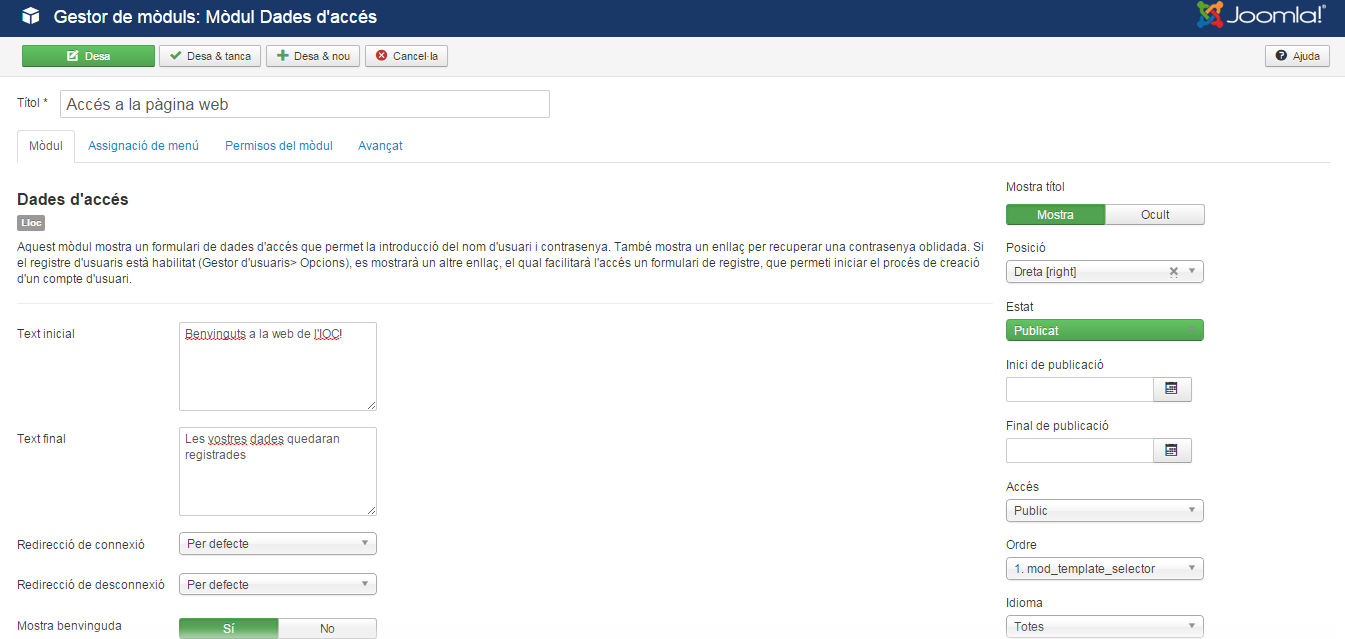 Gestor de mòduls: Mòdul Dades d'accés
Joomla!®
Desa
Desa & tanca
Desa & nou
Cancel·la
Ajuda
Títol *
Accés a la pàgina web
Mòdul
Assignació de menú
Permisos del mòdul
Avançat
Dades d'accés
Lloc
Aquest mòdul mostra un formulari de dades d'accés que permet la introducció del nom d'usuari i contrasenya. També mostra un enllaç per recuperar una contrasenya oblidada. Si
el registre d'usuaris està habilitat (Gestor d'usuaris> Opcions), es mostrarà un altre enllaç, el qual facilitarà l'accés un formulari de registre, que permeti iniciar el procés de creació
d'un compte d'usuari.
Text inicial
Benvinguts a la web de l'IOC!
Text final
Les vostres dades quedaran
registrades
Redirecció de connexió
Per defecte
Redirecció de desconnexió
Per defecte
Mostra benvinguda
Sí
No
Mostra títol
Mostra
Ocult
Posició
Dreta [right]
Estat
Publicat
Inici de publicació
Final de publicació
Accés
Public
Ordre
1. mod_template_selector
Idioma
Totes